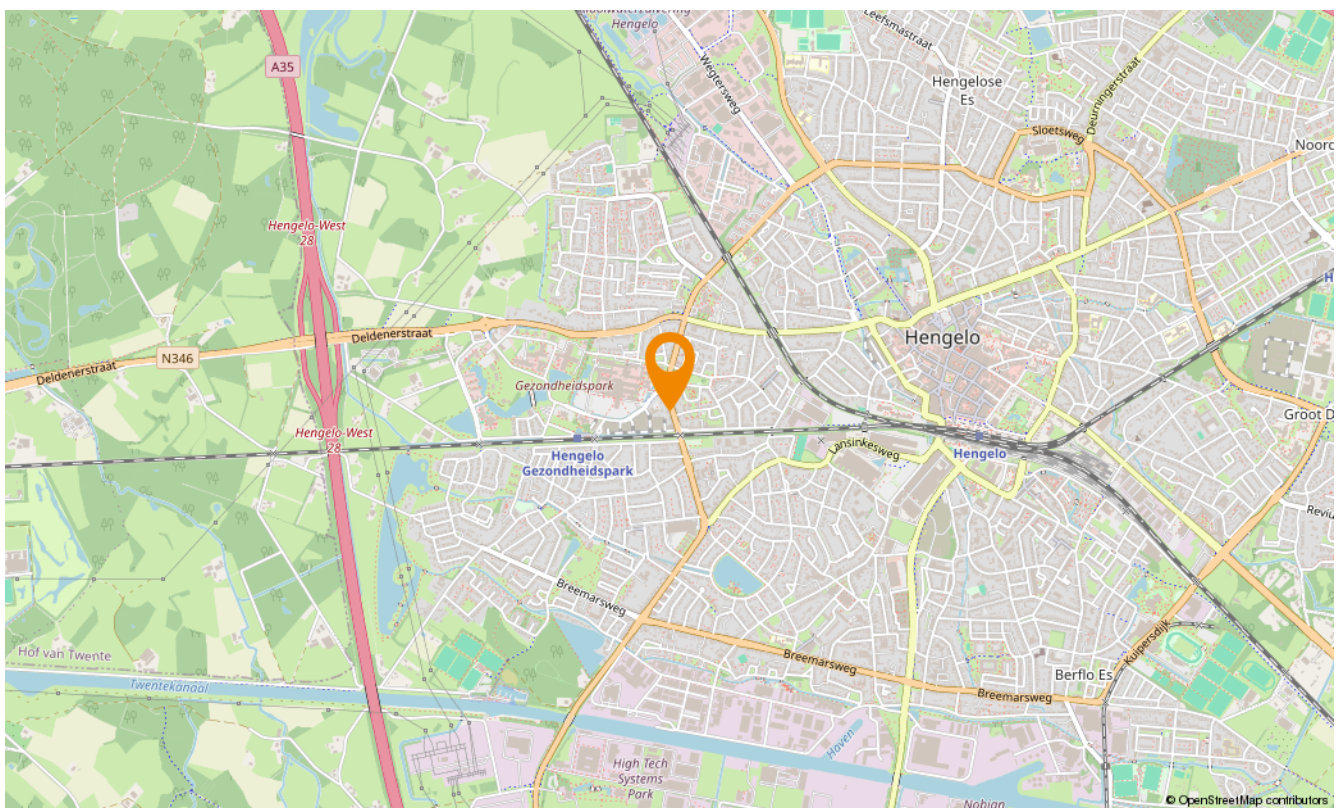 Rioolwaterzuivering
Hengelo
Leefsmastraat
A35
Wegtersweg
Hengelose
Es
Deurningerstraat
Sloetsweg
Noord
Hengelo-West
28
Deldenerstraat
Hengelo
N346
Deldenerstraat
Gezondheidspark
Groot D
Hengelo-West
28
Hengelo
Gezondheidspark
Lansinkesweg
Hengelo
Breemarsweg
Kuipersdijk
Hof van Twente
Breemarsweg
Berflo Es
Twentekanaal
Breemarsweg
Haven
High Tech
Systems
Park
Nobian
© OpenStreetMap contributors